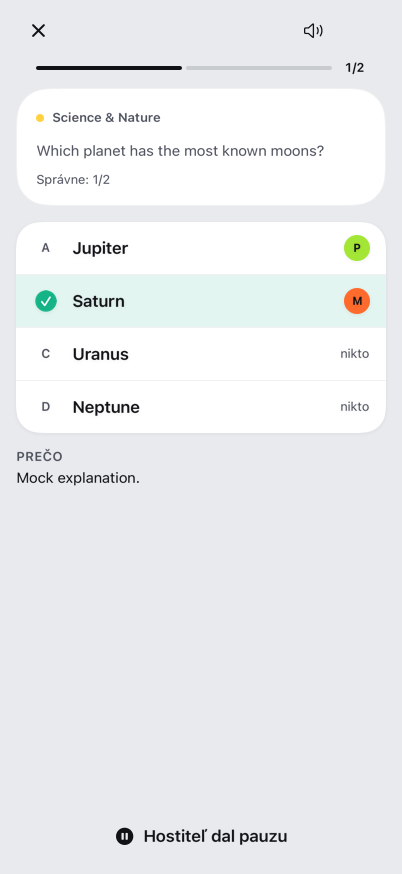 1/2
Science & Nature
Which planet has the most known moons?
Správne: 1/2
A Jupiter P
Saturn M
C Uranus nikto
D Neptune nikto
PREČO
Mock explanation.
Hostiteľ dal pauzu